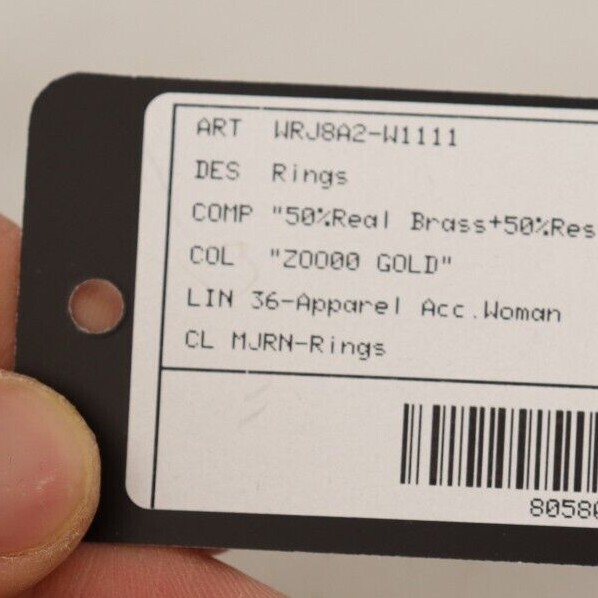 ART WRJ8A2-W1111
DES Rings
COMP "50%Real Brass+50%Res
COL "Z0000 GOLD"
LIN 36-Apparel Acc.Woman
CL MJRN-Rings
80580